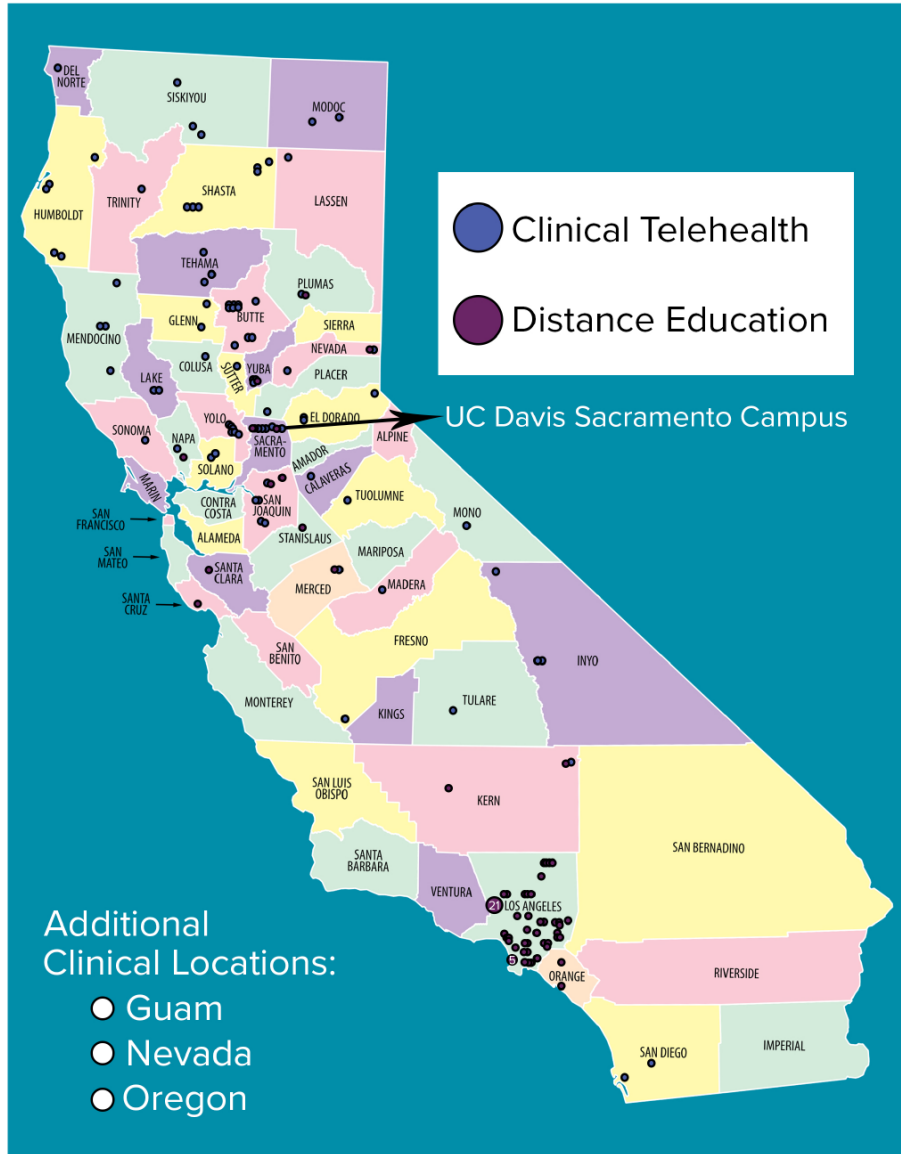 DEL
NORTE
SISKIYOU
MODOC
HUMBOLDT
TRINITY
SHASTA
LASSEN
Clinical Telehealth
Distance Education
TEHAMA
PLUMAS
MENDOCINO
GLENN
BUTTE
SIERRA
NEVADA
LAKE
COLUSA
SUTTER
YUBA
PLACER
UC Davis Sacramento Campus
SONOMA
NAPA
YOLO
SACRA-
MENTO
EL DORADO
ALPINE
SOLANO
AMADOR
CALAVERAS
MARIN
CONTRA
COSTA
SAN
JOAQUIN
TUOLUMNE
MONO
SAN
FRANCISCO
ALAMEDA
STANISLAUS
MARIPOSA
SAN
MATEO
SANTA
CLARA
MERCED
MADERA
SANTA
CRUZ
SAN
BENITO
FRESNO
INYO
MONTEREY
KINGS
TULARE
SAN LUIS
OBISPO
KERN
SAN BERNADINO
SANTA
BARBARA
VENTURA
21
LOS ANGELES
5
ORANGE
RIVERSIDE
SAN DIEGO
IMPERIAL
Additional
Clinical Locations:
Guam
Nevada
Oregon